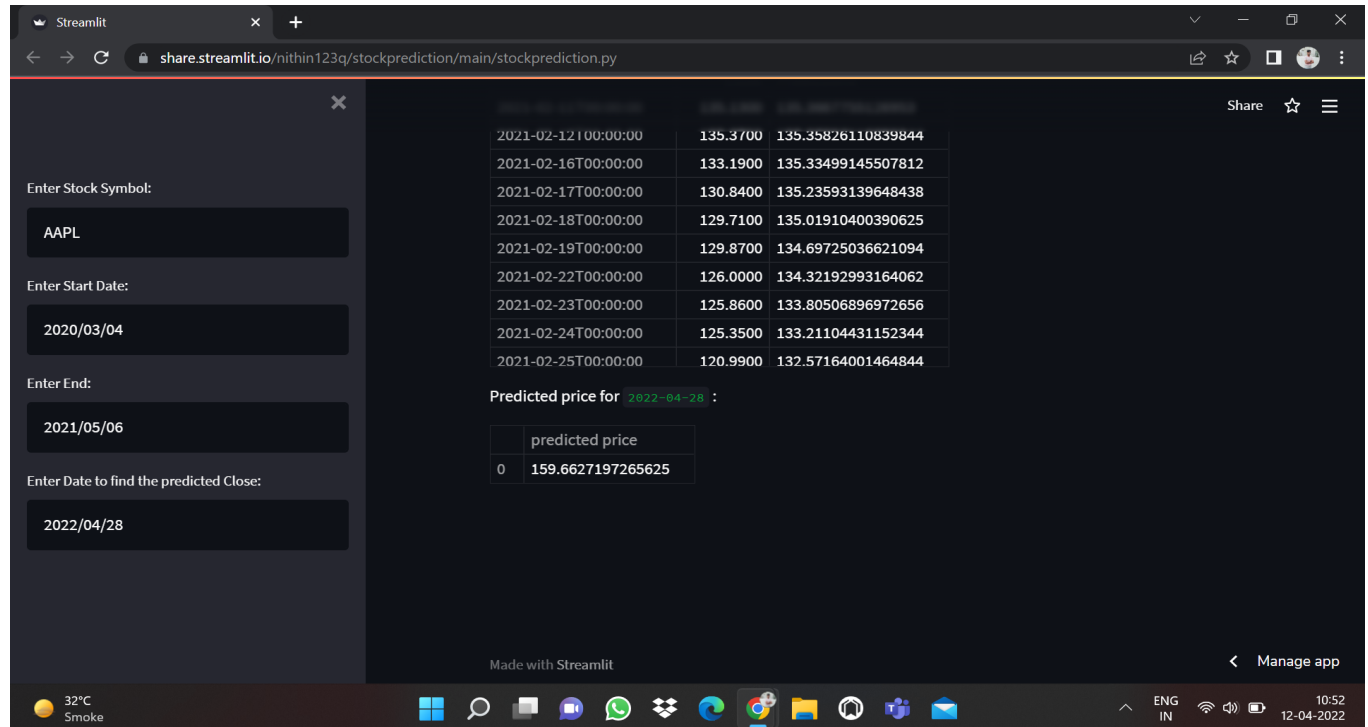 Streamlit
share.streamlit.io/nithin123q/stockprediction/main/stockprediction.py
Share
Enter Stock Symbol:
AAPL
Enter Start Date:
2020/03/04
Enter End:
2021/05/06
Enter Date to find the predicted Close:
2022/04/28
2021-02-12T00:00:00 135.3700 135.35826110839844
2021-02-16T00:00:00 133.1900 135.33499145507812
2021-02-17T00:00:00 130.8400 135.23593139648438
2021-02-18T00:00:00 129.7100 135.01910400390625
2021-02-19T00:00:00 129.8700 134.69725036621094
2021-02-22T00:00:00 126.0000 134.32192993164062
2021-02-23T00:00:00 125.8600 133.80506896972656
2021-02-24T00:00:00 125.3500 133.21104431152344
2021-02-25T00:00:00 120.9900 132.57164001464844
Predicted price for 2022-04-28 :
predicted price
0 159.6627197265625
Made with Streamlit
Manage app
32°C
Smoke
ENG
IN
10:52
12-04-2022